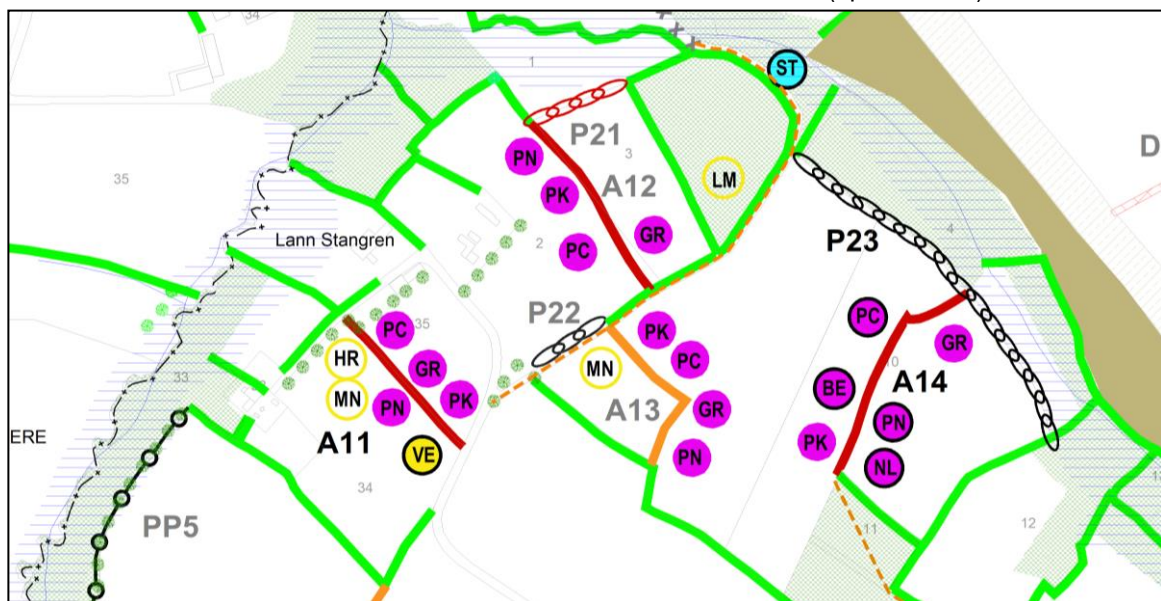 34
1
ST
35
P21
PN
3
D
A12
LM
PK
GR
4
Lann Stangren
2
PC
P23
35
P22
PC
PK
PC
HR
GR
MN
PC
GR
33
BE
A14
MN
PN
PK
A13
GR
PN
ERE
A11
VE
PN
PK
NL
34
PP5
11
12